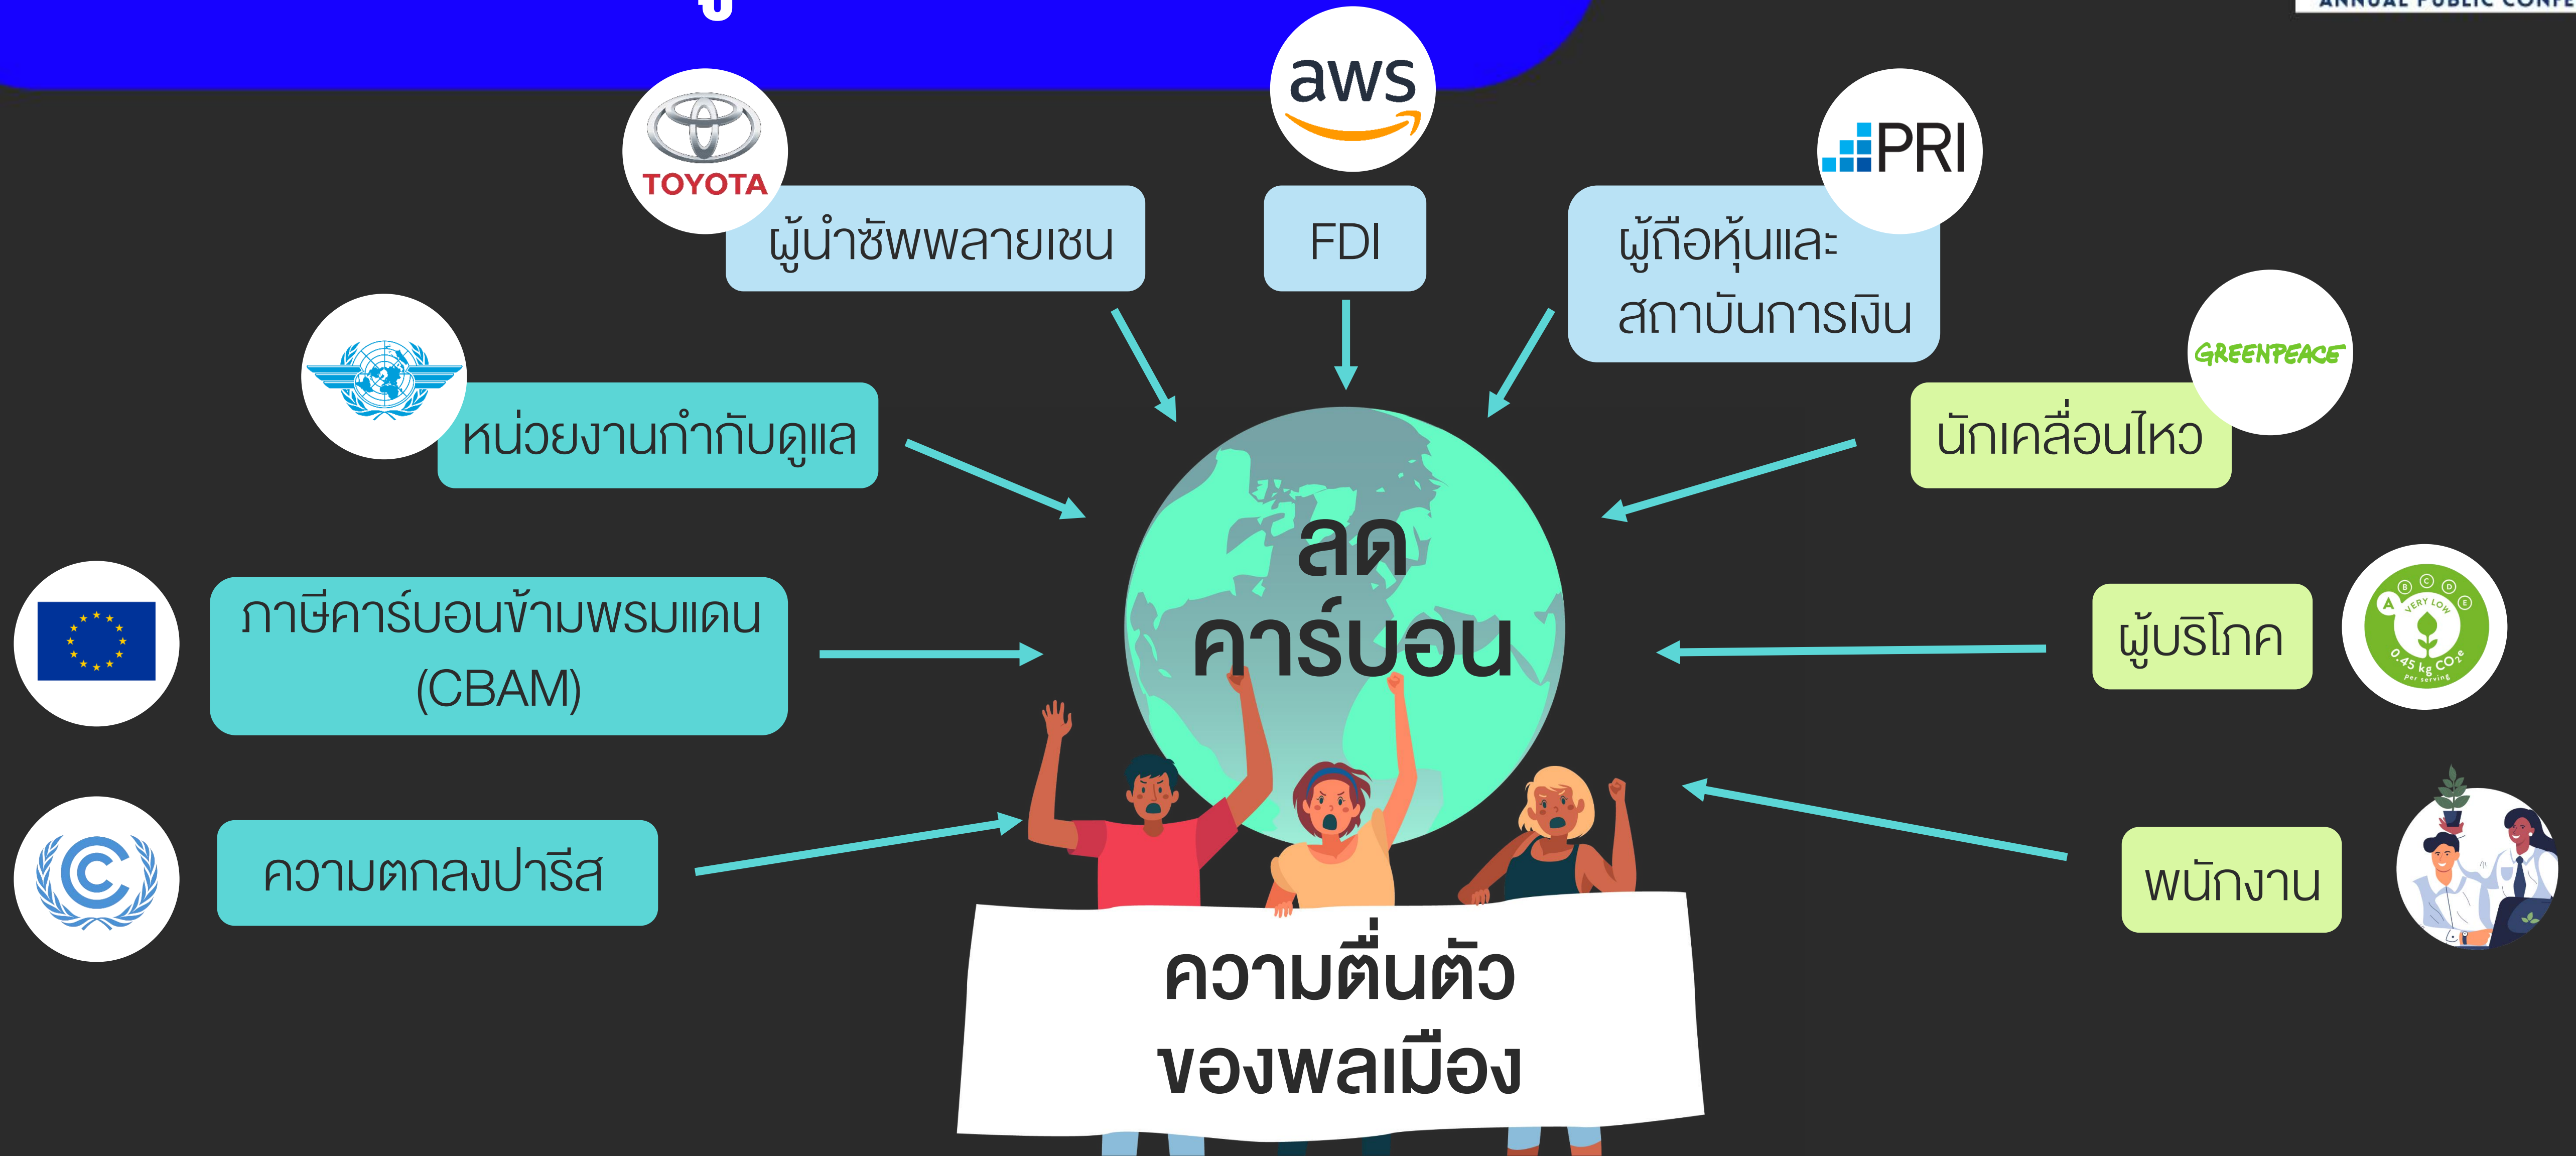 ANNUAL PUBLIC
aws
TOYOTA
PRI
ผู้นำซัพพลายเชน
FDI
ผู้ถือหุ้นและ
สถาบันการเงิน
GREENPEACE
หน่วยงานกำกับดูแล
นักเคลื่อนไหว
ลด
คาร์บอน
ภาษีคาร์บอนข้ามพรมแดน
(CBAM)
ผู้บริโภค
A B C D E
VERY LOW
0.45 kg CO₂e
per serving
ความตกลงปารีส
พนักงาน
ความตื่นตัว
ของพลเมือง